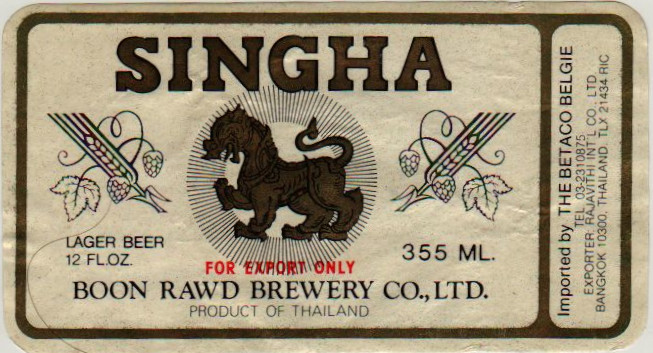 SINGHA
LAGER BEER
12 FL.OZ.
355 ML.
FOR EXPORT ONLY
BOON RAWD BREWERY CO., LTD.
PRODUCT OF THAILAND
Imported by THE BETACO BELGIE
TEL. 03-2310875
EXPORTER: RAJAVITHI INT'L CO., LTD
BANGKOK 10300, THAILAND. TLX 21434 RIC